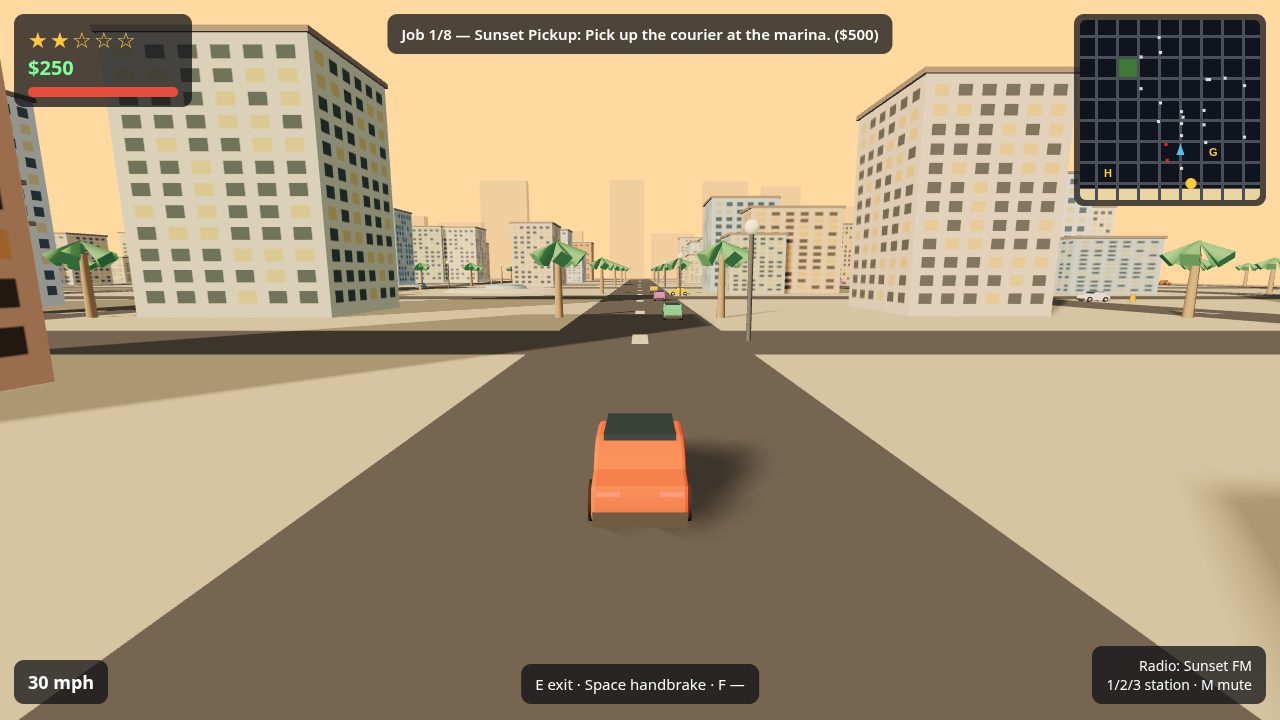 ★★☆☆☆
$250
Job 1/8 — Sunset Pickup: Pick up the courier at the marina. ($500)
G
H
30 mph
E exit · Space handbrake · F —
Radio: Sunset FM
1/2/3 station · M mute